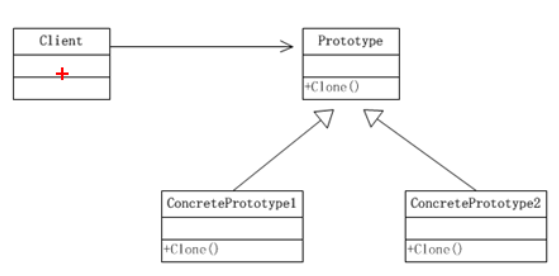 Client
Prototype
+Clone()
ConcretePrototype1
ConcretePrototype2
+Clone()
+Clone()